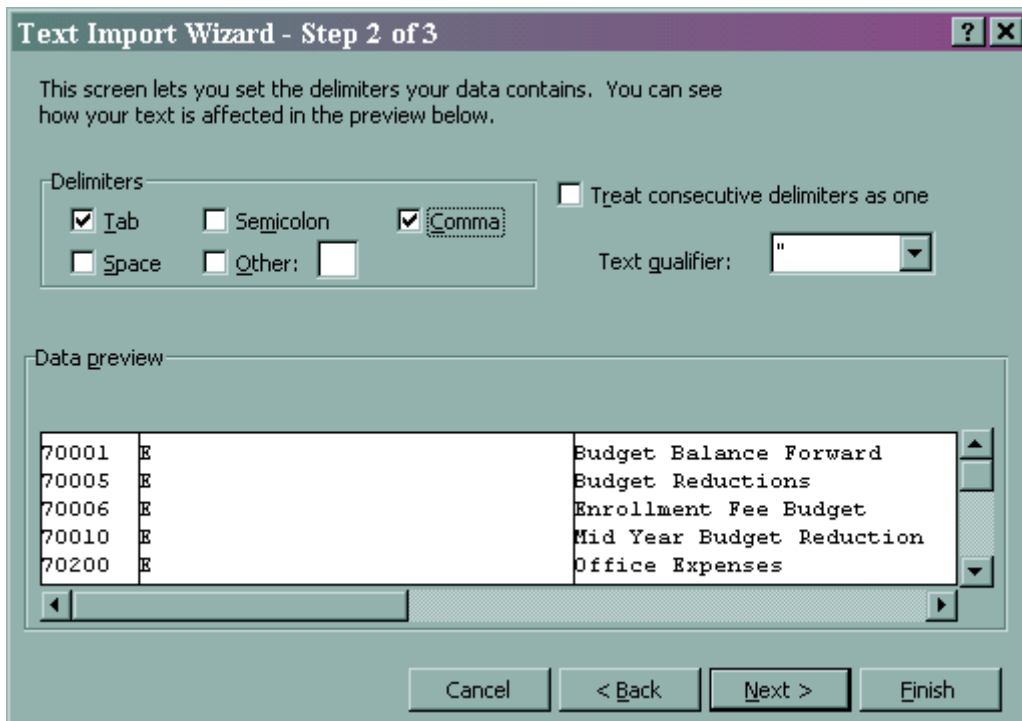 Text Import Wizard - Step 2 of 3
This screen lets you set the delimiters your data contains. You can see
how your text is affected in the preview below.
Delimiters
Tab
Semicolon
Comma
Treat consecutive delimiters as one
Space
Other:
Text qualifier:
"
Data preview
70001 E Budget Balance Forward
70005 E Budget Reductions
70006 E Enrollment Fee Budget
70010 E Mid Year Budget Reduction
70200 E Office Expenses
Cancel
< Back
Next >
Finish